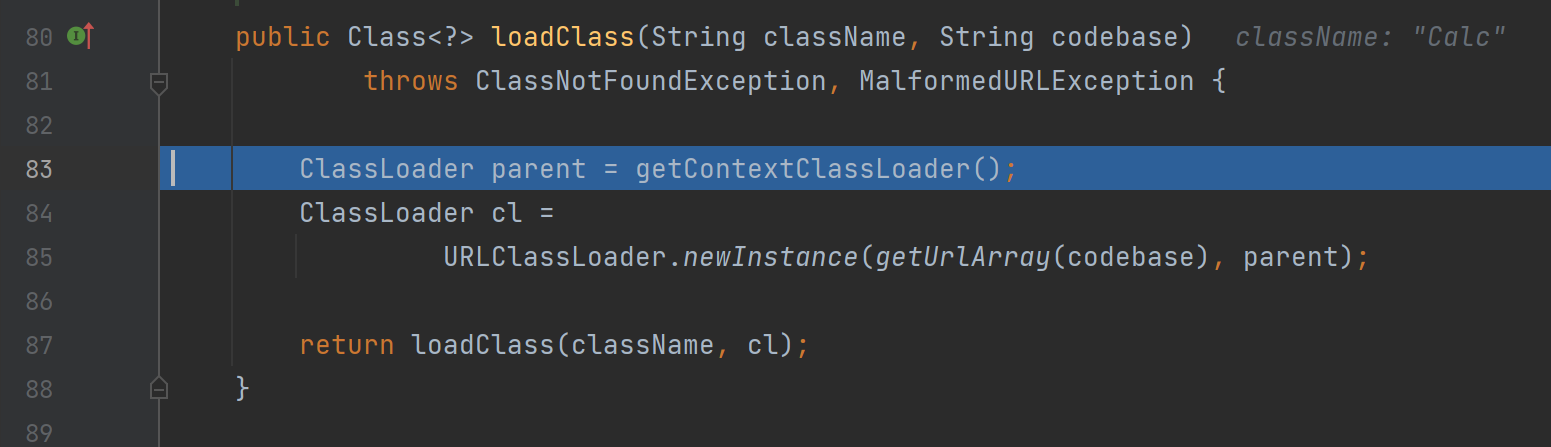 80 I public Class<?> loadClass(String className, String codebase) className: "Calc"
81 throws ClassNotFoundException, MalformedURLException {
82
83 ClassLoader parent = getContextClassLoader();
84 ClassLoader cl =
85 URLClassLoader.newInstance(getUrlArray(codebase), parent);
86
87 return loadClass(className, cl);
88 }
89